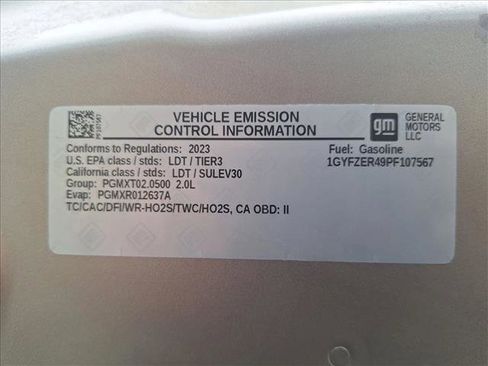 VEHICLE EMISSION
CONTROL INFORMATION
gm
GENERAL
MOTORS
LLC
Conforms to Regulations: 2023
Fuel: Gasoline
U.S. EPA class / stds: LDT / TIER3
1GYFZER49PF107567
California class / stds: LDT / SULEV30
Group: PGMXT02.0500 2.0L
Evap: PGMXR012637A
TC/CAC/DFI/WR-HO2S/TWC/HO2S, CA OBD: II